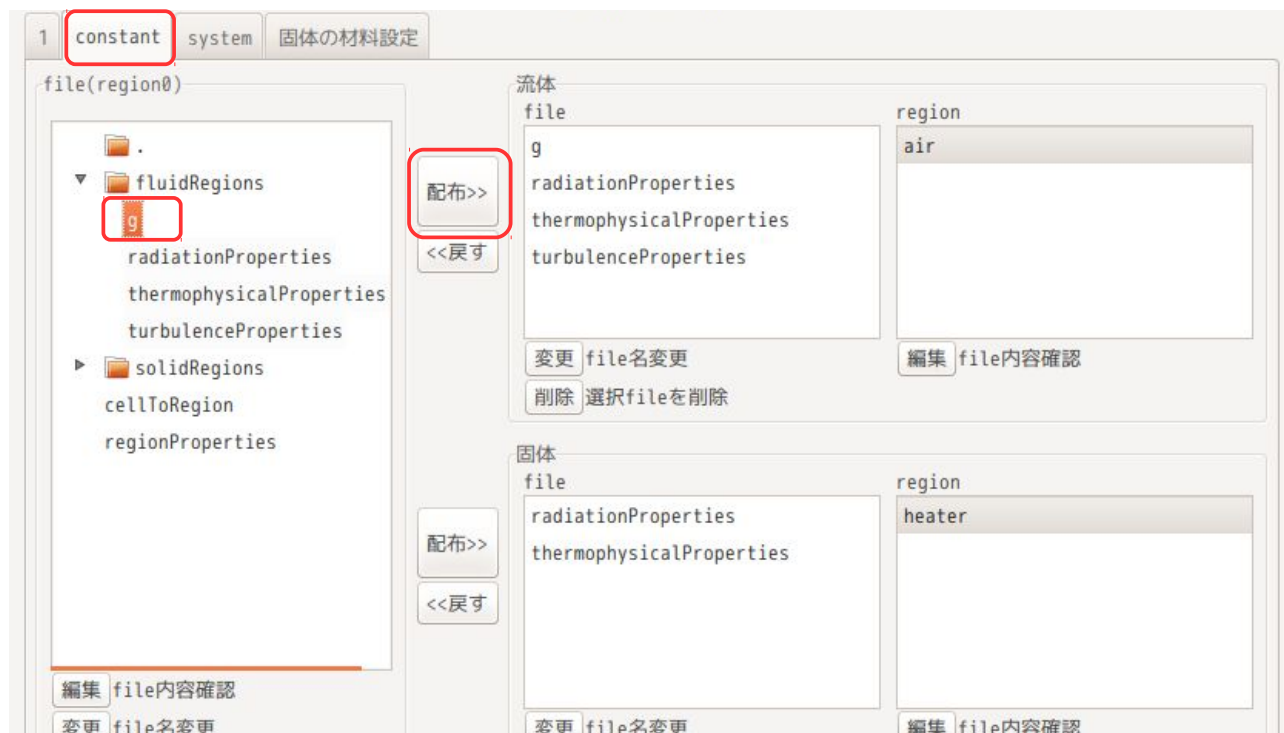 1 constant system 固体の材料設定
file(region0)
.
fluidRegions
g
radiationProperties
thermophysicalProperties
turbulenceProperties
solidRegions
cellToRegion
regionProperties
編集 file内容確認
変更 file名変更
配布>>
<<戻す
流体
file
g
radiationProperties
thermophysicalProperties
turbulenceProperties
変更 file名変更
削除 選択fileを削除
region
air
編集 file内容確認
配布>>
<<戻す
固体
file
radiationProperties
thermophysicalProperties
変更 file名変更
region
heater
編集 file内容確認